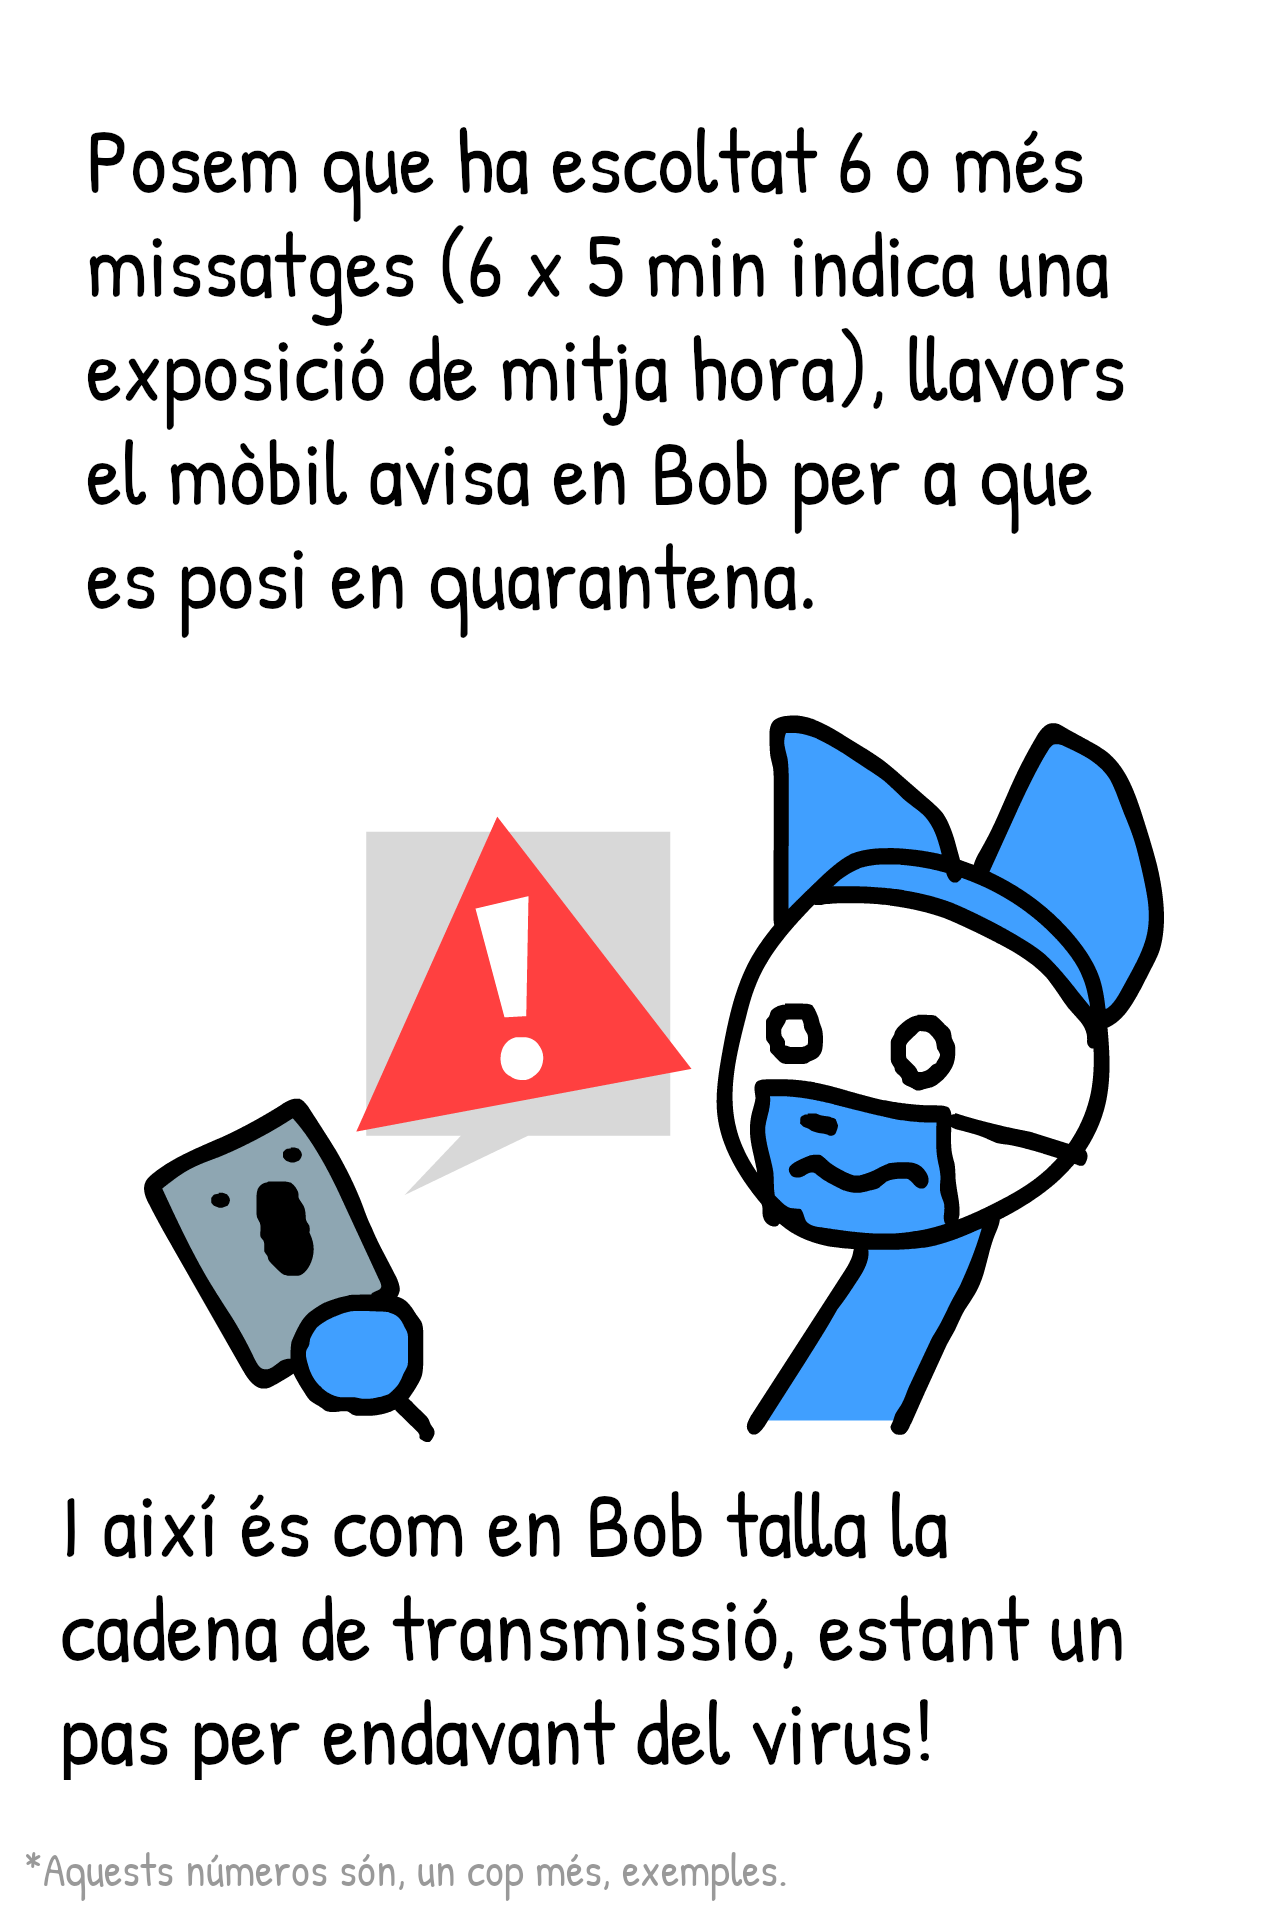 Posem que ha escoltat 6 o més
missatges (6 x 5 min indica una
exposició de mitja hora), llavors
el mòbil avisa en Bob per a que
es posi en quarantena.
!
I així és com en Bob talla la
cadena de transmissió, estant un
pas per endavant del virus!
*Aquests números són, un cop més, exemples.